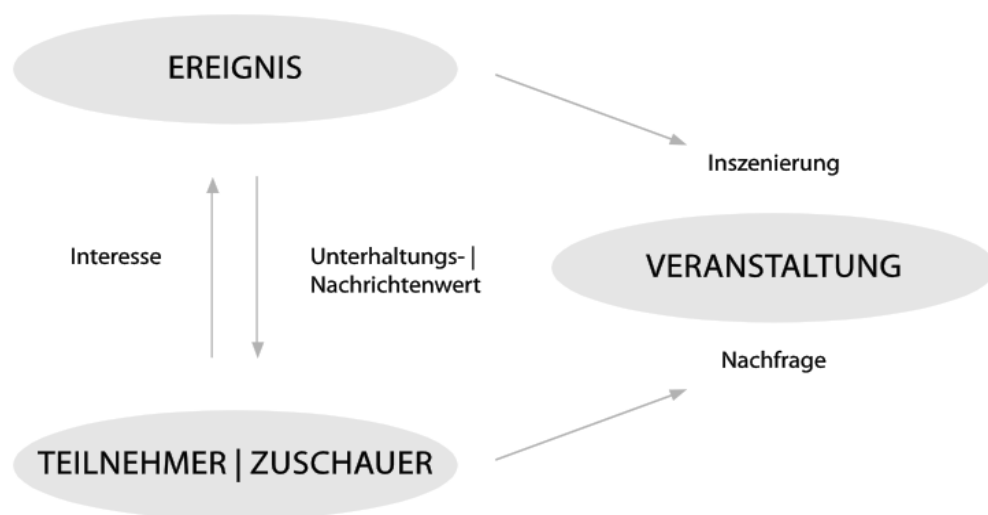 EREIGNIS
Inszenierung
Interesse
Unterhaltungs- |
Nachrichtenwert
VERANSTALTUNG
Nachfrage
TEILNEHMER | ZUSCHAUER